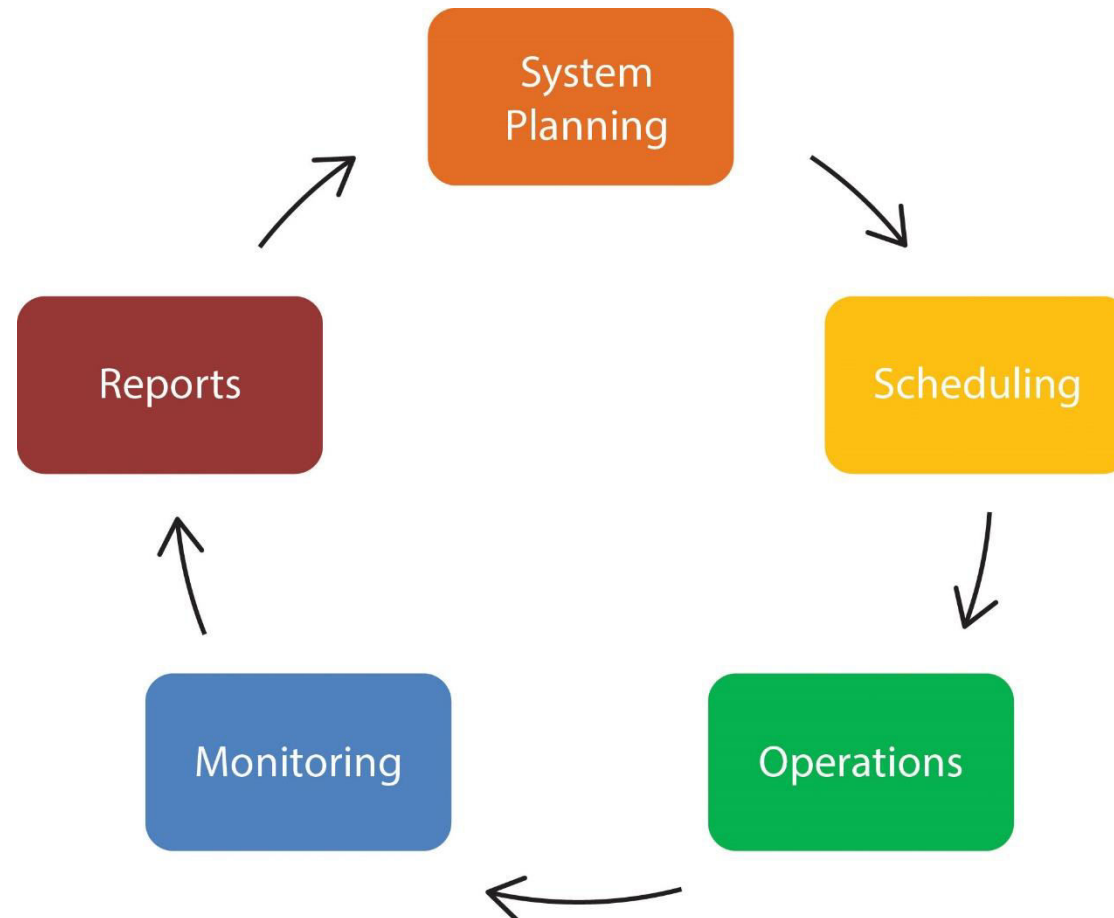 System
Planning
Scheduling
Operations
Monitoring
Reports